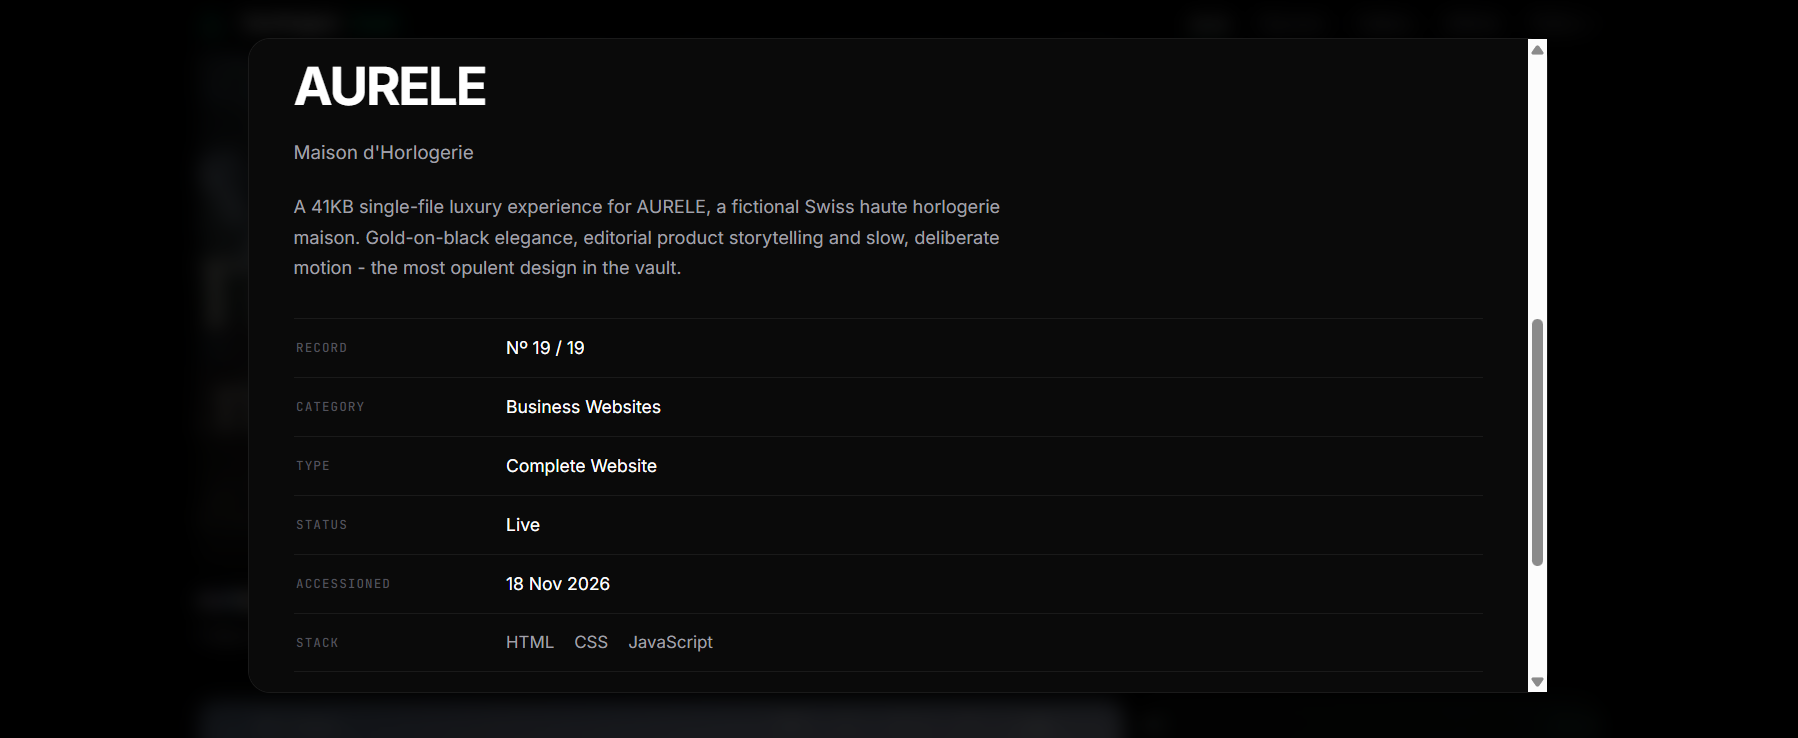 AURELE
Maison d'Horlogerie
A 41KB single-file luxury experience for AURELE, a fictional Swiss haute horlogerie
maison. Gold-on-black elegance, editorial product storytelling and slow, deliberate
motion - the most opulent design in the vault.
RECORD Nº 19 / 19
CATEGORY Business Websites
TYPE Complete Website
STATUS Live
ACCESSIONED 18 Nov 2026
STACK HTML CSS JavaScript